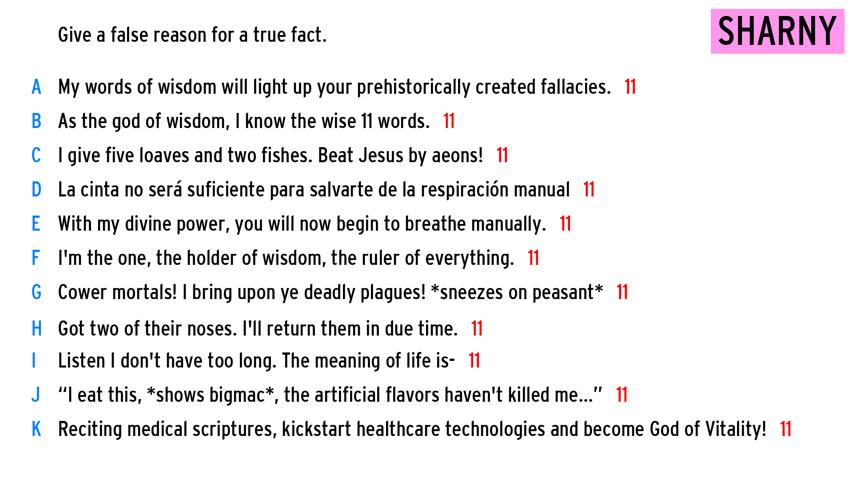 Give a false reason for a true fact.
SHARNY
A My words of wisdom will light up your prehistorically created fallacies. 11
B As the god of wisdom, I know the wise 11 words. 11
C I give five loaves and two fishes. Beat Jesus by aeons! 11
D La cinta no será suficiente para salvarte de la respiración manual 11
E With my divine power, you will now begin to breathe manually. 11
F I'm the one, the holder of wisdom, the ruler of everything. 11
G Cower mortals! I bring upon ye deadly plagues! *sneezes on peasant* 11
H Got two of their noses. I'll return them in due time. 11
I Listen I don't have too long. The meaning of life is- 11
J “I eat this, *shows bigmac*, the artificial flavors haven't killed me...” 11
K Reciting medical scriptures, kickstart healthcare technologies and become God of Vitality! 11